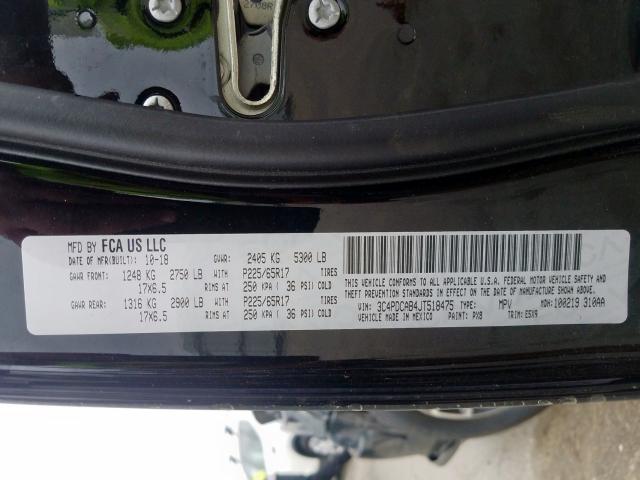 2708R
MFD BY FCA US LLC
DATE OF MFR(BUILT): 10-18 GVWR: 2405 KG 5300 LB
GAWR FRONT: 1248 KG 2750 LB WITH P225/65R17 TIRES
17X6.5 RIMS AT 250 KPA ( 36 PSI) COLD
GAWR REAR: 1316 KG 2900 LB WITH P225/65R17 TIRES
17X6.5 RIMS AT 250 KPA ( 36 PSI) COLD
THIS VEHICLE CONFORMS TO ALL APPLICABLE U.S.A. FEDERAL MOTOR VEHICLE SAFETY,
BUMPER, AND THEFT PREVENTION STANDARDS IN EFFECT ON THE DATE OF MANUFACTURE SHOWN ABOVE.
VIN: 3C4PDCAB4JT518475 MPV MDH: 100219 310AA
VEHICLE MADE IN MEXICO PAINT: PX8 TRIM: E5X9